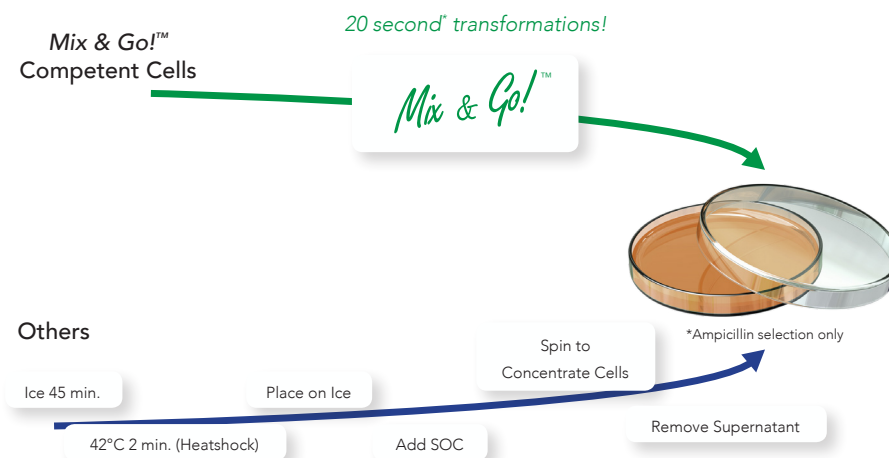 20 second* transformations!
Mix & Go!™
Competent Cells
Mix & Go!™
*Ampicillin selection only
Others
Spin to
Concentrate Cells
Ice 45 min.
Place on Ice
Remove Supernatant
42°C 2 min. (Heatshock)
Add SOC